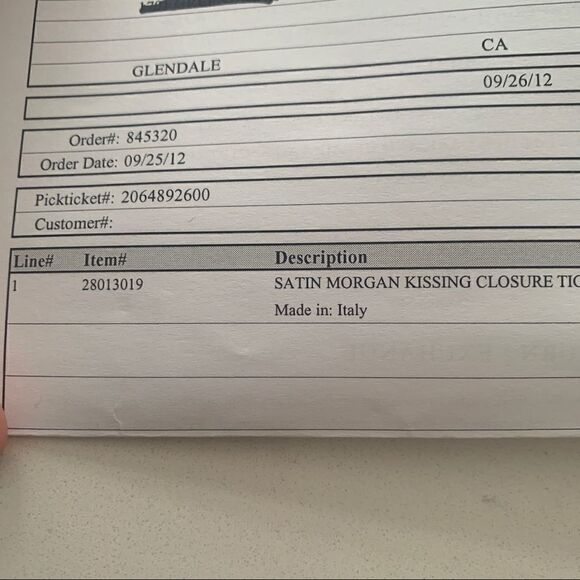 GLENDALE CA
09/26/12
Order#: 845320
Order Date: 09/25/12
Pickticket#: 2064892600
Customer#:
Line# Item# Description
1 28013019 SATIN MORGAN KISSING CLOSURE TIG
Made in: Italy